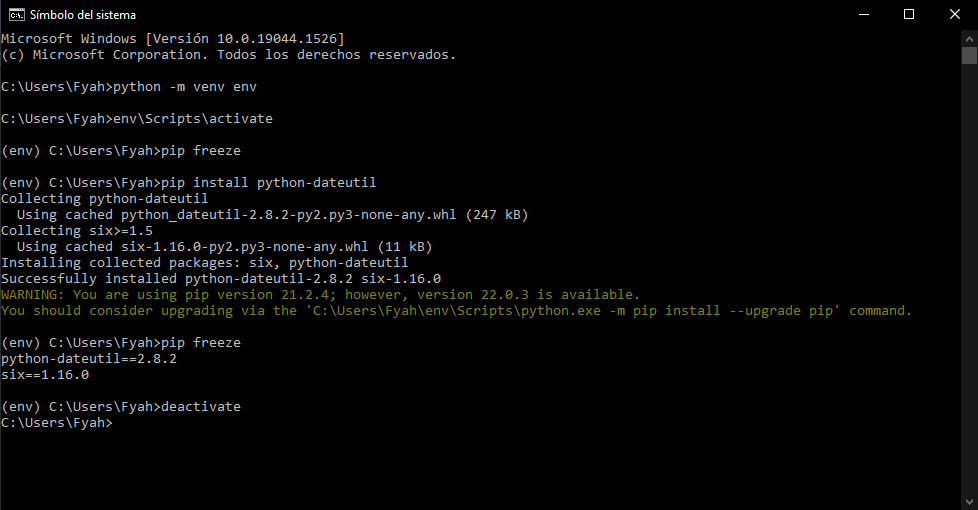 Símbolo del sistema
Microsoft Windows [Versión 10.0.19044.1526]
(c) Microsoft Corporation. Todos los derechos reservados.
C:\Users\Fyah>python -m venv env
C:\Users\Fyah>env\Scripts\activate
(env) C:\Users\Fyah>pip freeze
(env) C:\Users\Fyah>pip install python-dateutil
Collecting python-dateutil
  Using cached python_dateutil-2.8.2-py2.py3-none-any.whl (247 kB)
Collecting six>=1.5
  Using cached six-1.16.0-py2.py3-none-any.whl (11 kB)
Installing collected packages: six, python-dateutil
Successfully installed python-dateutil-2.8.2 six-1.16.0
WARNING: You are using pip version 21.2.4; however, version 22.0.3 is available.
You should consider upgrading via the 'C:\Users\Fyah\env\Scripts\python.exe -m pip install --upgrade pip' command.
(env) C:\Users\Fyah>pip freeze
python-dateutil==2.8.2
six==1.16.0
(env) C:\Users\Fyah>deactivate
C:\Users\Fyah>